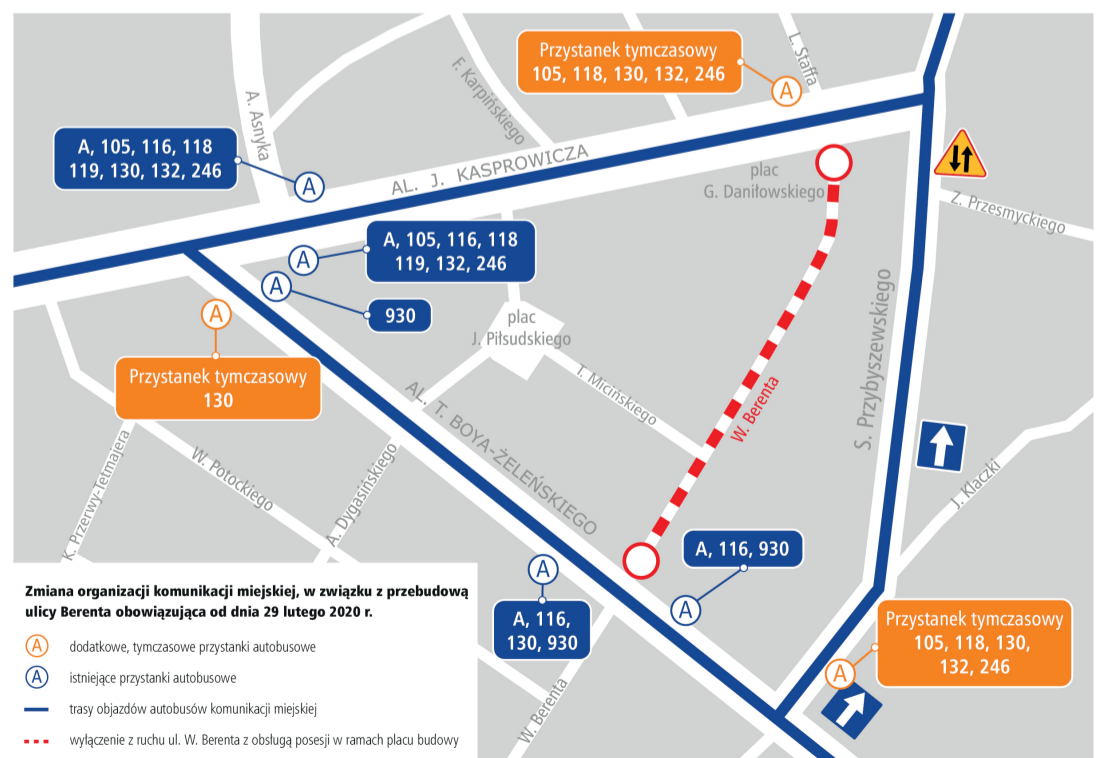 Przystanek tymczasowy
105, 118, 130, 132, 246
A
L. Staffa
F. Karpińskiego
A. Asnyka
A, 105, 116, 118
119, 130, 132, 246
A
AL. J. KASPROWICZA
plac
G. Daniłowskiego
Z. Przesmyckiego
A, 105, 116, 118
119, 132, 246
A
A
930
A
Przystanek tymczasowy
130
plac
J. Piłsudskiego
T. Micińskiego
W. Berenta
S. Przybyszewskiego
AL. T. BOYA-ŻELEŃSKIEGO
K. Przerwy-Tetmajera
W. Potockiego
A. Dygasińskiego
J. Klaczki
A, 116, 930
A
A
A, 116,
130, 930
W. Berenta
Przystanek tymczasowy
105, 118, 130,
132, 246
A
Zmiana organizacji komunikacji miejskiej, w związku z przebudową
ulicy Berenta obowiązująca od dnia 29 lutego 2020 r.
A dodatkowe, tymczasowe przystanki autobusowe
A istniejące przystanki autobusowe
trasy objazdów autobusów komunikacji miejskiej
wyłączenie z ruchu ul. W. Berenta z obsługą posesji w ramach placu budowy